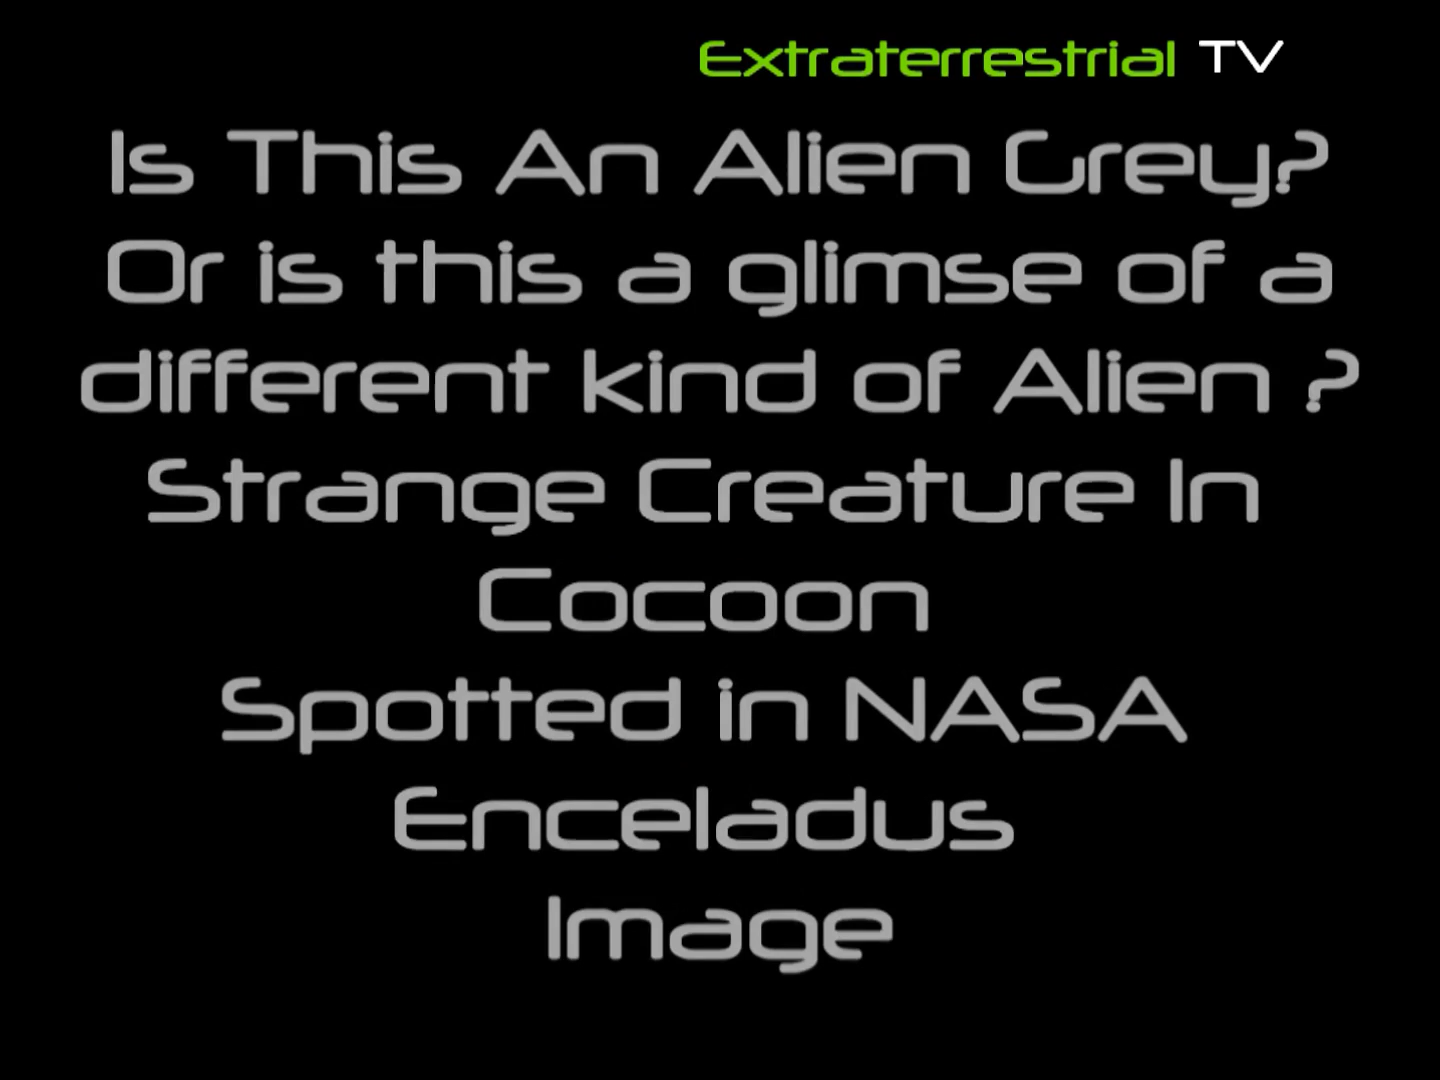 Extraterrestrial TV
Is This An Alien Grey?
Or is this a glimse of a
different kind of Alien ?
Strange Creature In
Cocoon
Spotted in NASA
Enceladus
Image